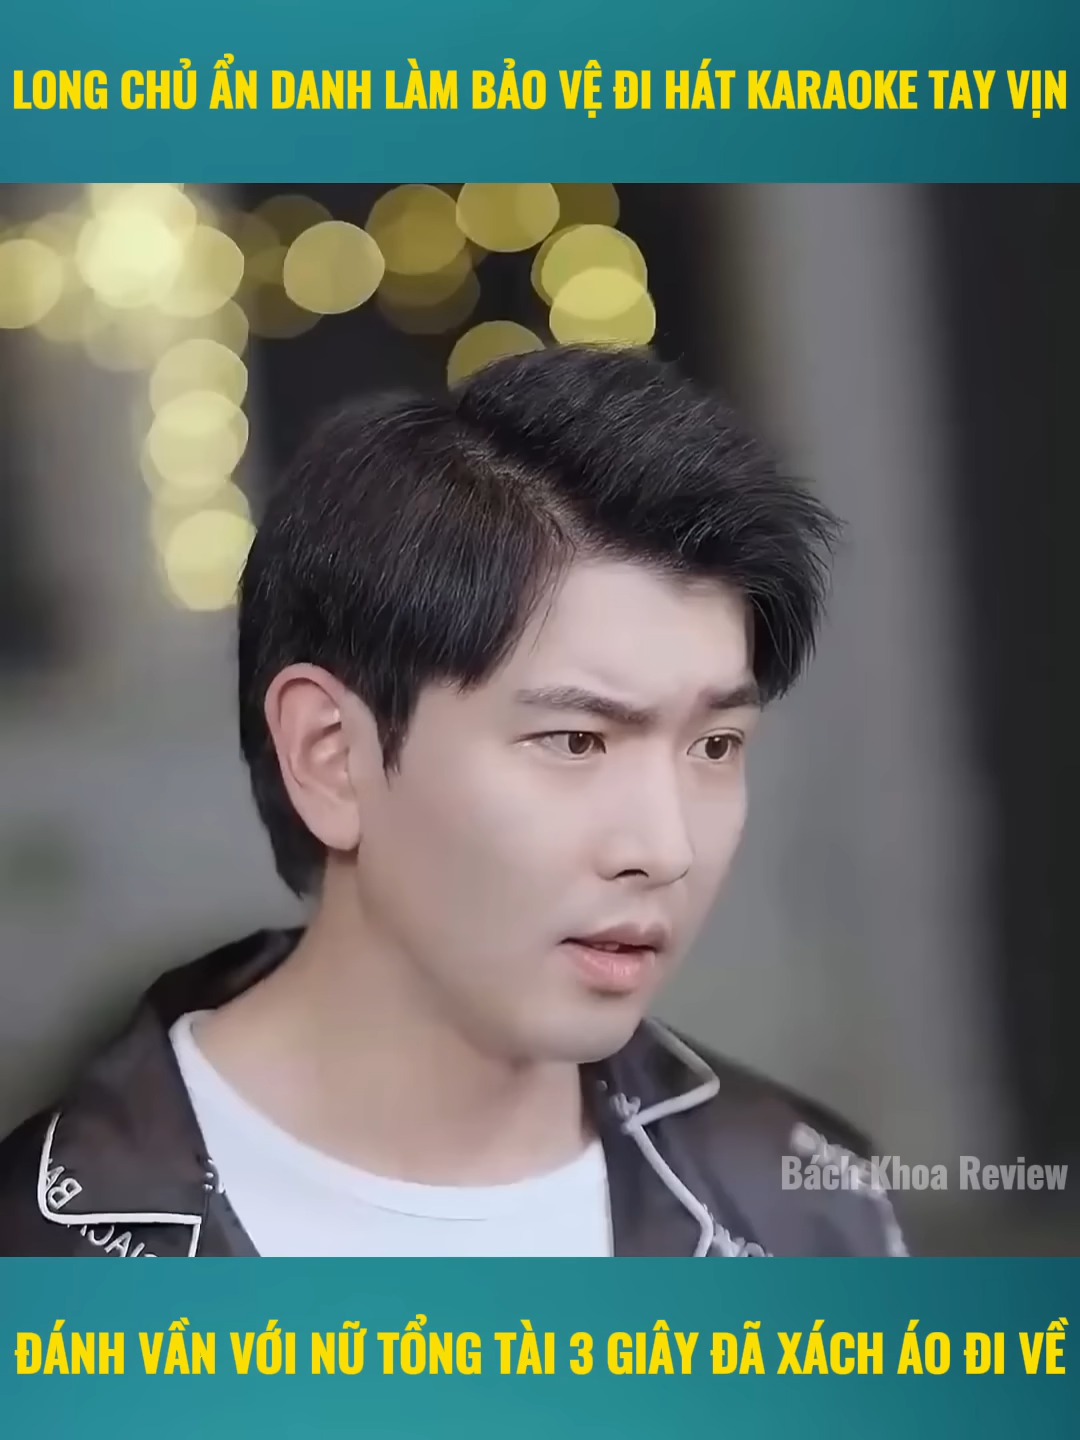 LONG CHỦ ẨN DANH LÀM BẢO VỆ ĐI HÁT KARAOKE TAY VỊN
Bách Khoa Review
ĐÁNH VẦN VỚI NỮ TỔNG TÀI 3 GIÂY ĐÃ XÁCH ÁO ĐI VỀ